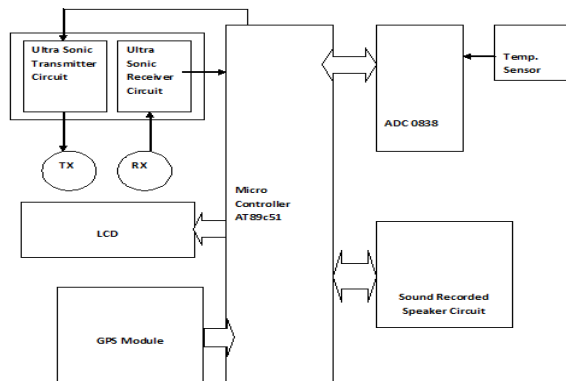 Ultra Sonic
Transmitter
Circuit
Ultra
Sonic
Receiver
Circuit
Temp.
Sensor
ADC 0838
TX
RX
Micro
Controller
AT89c51
LCD
Sound Recorded
Speaker Circuit
GPS Module